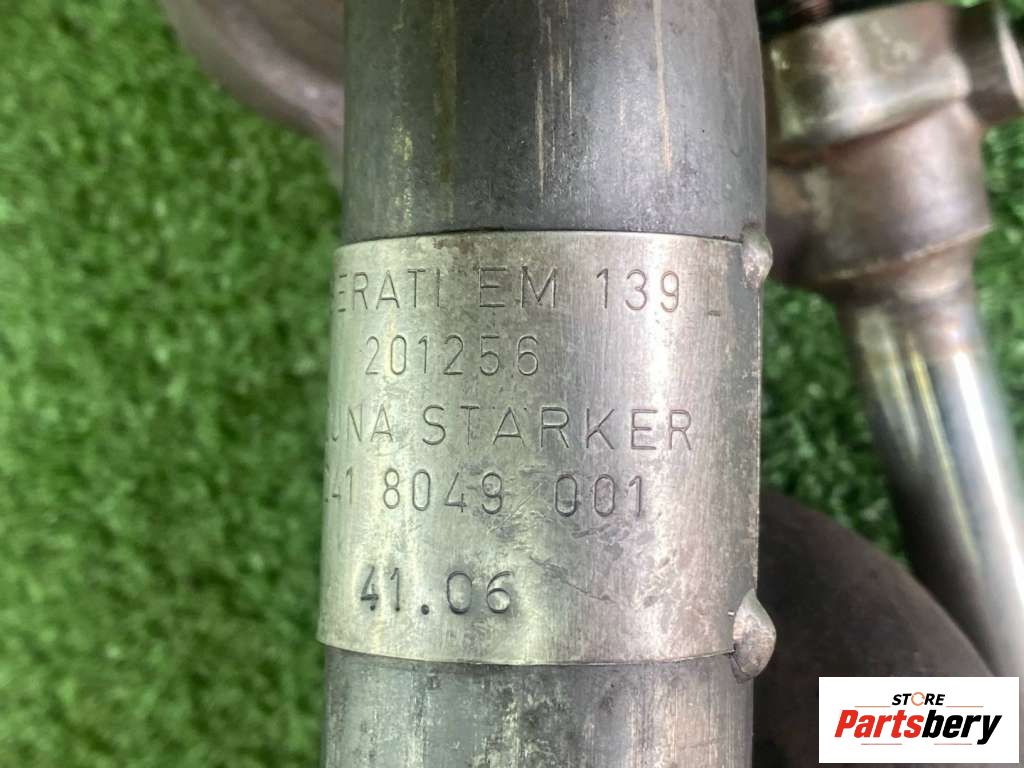 ERATI EM 139 L
201256
UNA STARKER
41 8049 001
41.06
STORE
Partsbery